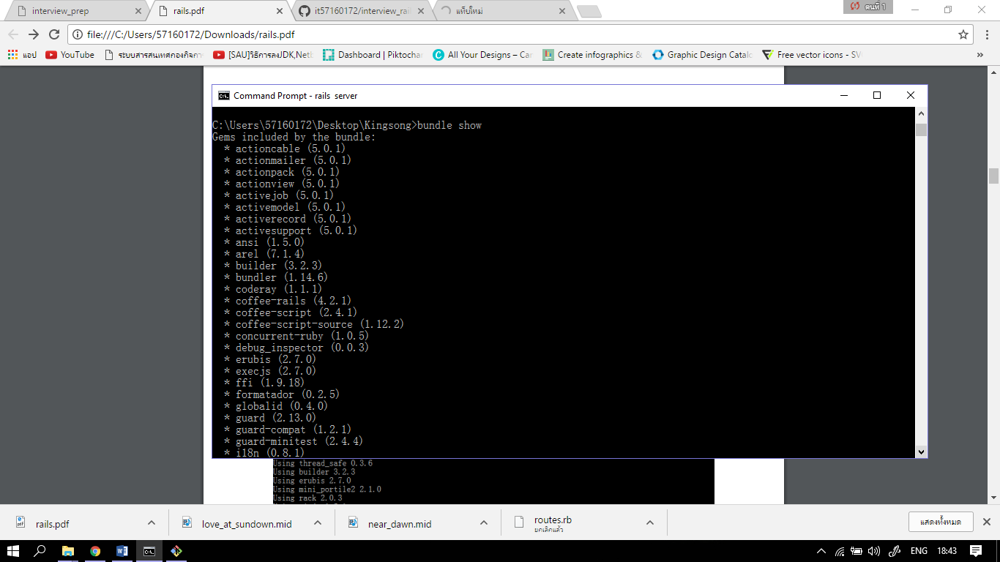 interview_prep
rails.pdf
it57160172/interview_rai
แท็บใหม่
คนที่ 1
file:///C:/Users/57160172/Downloads/rails.pdf
แอป
YouTube
ระบบสารสนเทศกองกิจกา
[SAU]วิธีการลงJDK,Netb
Dashboard | Piktochar
All Your Designs – Can
Create infographics &
Graphic Design Catalo
Free vector icons - SV
Command Prompt - rails server
C:\Users\57160172\Desktop\Kingsong>bundle show
Gems included by the bundle:
* actioncable (5.0.1)
* actionmailer (5.0.1)
* actionpack (5.0.1)
* actionview (5.0.1)
* activejob (5.0.1)
* activemodel (5.0.1)
* activerecord (5.0.1)
* activesupport (5.0.1)
* ansi (1.5.0)
* arel (7.1.4)
* builder (3.2.3)
* bundler (1.14.6)
* coderay (1.1.1)
* coffee-rails (4.2.1)
* coffee-script (2.4.1)
* coffee-script-source (1.12.2)
* concurrent-ruby (1.0.5)
* debug_inspector (0.0.3)
* erubis (2.7.0)
* execjs (2.7.0)
* ffi (1.9.18)
* formatador (0.2.5)
* globalid (0.4.0)
* guard (2.13.0)
* guard-compat (1.2.1)
* guard-minitest (2.4.4)
* i18n (0.8.1)
Using thread_safe 0.3.6
Using builder 3.2.3
Using erubis 2.7.0
Using mini_portile2 2.1.0
Using rack 2.0.3
rails.pdf
love_at_sundown.mid
near_dawn.mid
routes.rb
ยกเลิกแล้ว
แสดงทั้งหมด
ENG
18:43